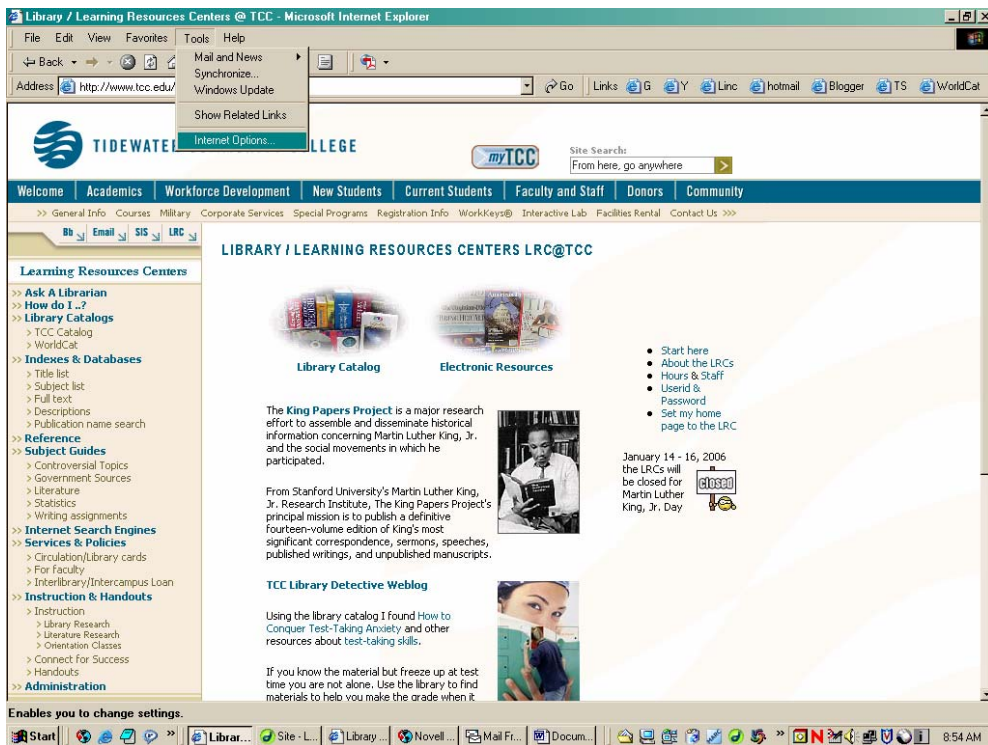 Library / Learning Resources Centers @ TCC - Microsoft Internet Explorer
File Edit View Favorites Tools Help
Back
Mail and News
Synchronize...
Windows Update
Show Related Links
Internet Options...
Address http://www.tcc.edu/ Go Links G Y Linc hotmail Blogger TS WorldCat
TIDEWATER COLLEGE
myTCC
Site Search:
From here, go anywhere
Welcome Academics Workforce Development New Students Current Students Faculty and Staff Donors Community
>> General Info Courses Military Corporate Services Special Programs Registration Info WorkKeys® Interactive Lab Facilities Rental Contact Us >>>
Bb Email SIS LRC
Learning Resources Centers
>> Ask A Librarian
>> How do I ..?
>> Library Catalogs
> TCC Catalog
> WorldCat
>> Indexes & Databases
> Title list
> Subject list
> Full text
> Descriptions
> Publication name search
>> Reference
>> Subject Guides
> Controversial Topics
> Government Sources
> Literature
> Statistics
> Writing assignments
>> Internet Search Engines
>> Services & Policies
> Circulation/Library cards
> For faculty
> Interlibrary/Intercampus Loan
>> Instruction & Handouts
> Instruction
> Library Research
> Literature Research
> Orientation Classes
> Connect for Success
> Handouts
>> Administration
LIBRARY / LEARNING RESOURCES CENTERS LRC@TCC
Library Catalog
Electronic Resources
The King Papers Project is a major research
effort to assemble and disseminate historical
information concerning Martin Luther King, Jr.
and the social movements in which he
participated.
From Stanford University's Martin Luther King,
Jr. Research Institute, The King Papers Project's
principal mission is to publish a definitive
fourteen-volume edition of King's most
significant correspondence, sermons, speeches,
published writings, and unpublished manuscripts.
TCC Library Detective Weblog
Using the library catalog I found How to
Conquer Test-Taking Anxiety and other
resources about test-taking skills.
If you know the material but freeze up at test
time you are not alone. Use the library to find
materials to help you make the grade when it
• Start here
• About the LRCs
• Hours & Staff
• Userid &
Password
• Set my home
page to the LRC
January 14 - 16, 2006
the LRCs will
be closed for
Martin Luther
King, Jr. Day
closed
Enables you to change settings.
Start Librar... Site - L... Library ... Novell ... Mail Fr... Docum... 8:54 AM